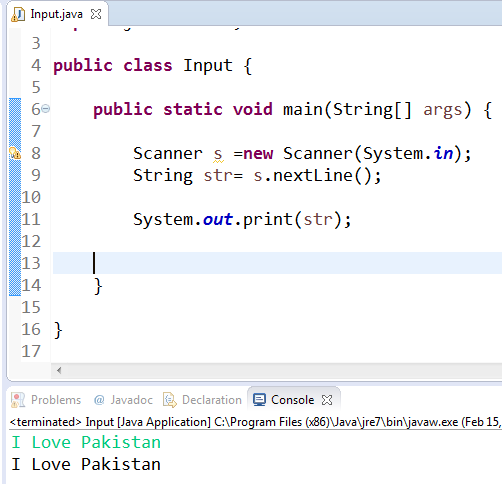 Input.java
3
4 public class Input {
5
6 public static void main(String[] args) {
7
8 Scanner s =new Scanner(System.in);
9 String str= s.nextLine();
10
11 System.out.print(str);
12
13
14 }
15
16 }
17
Problems @ Javadoc Declaration Console
<terminated> Input [Java Application] C:\Program Files (x86)\Java\jre7\bin\javaw.exe (Feb 15,
I Love Pakistan
I Love Pakistan